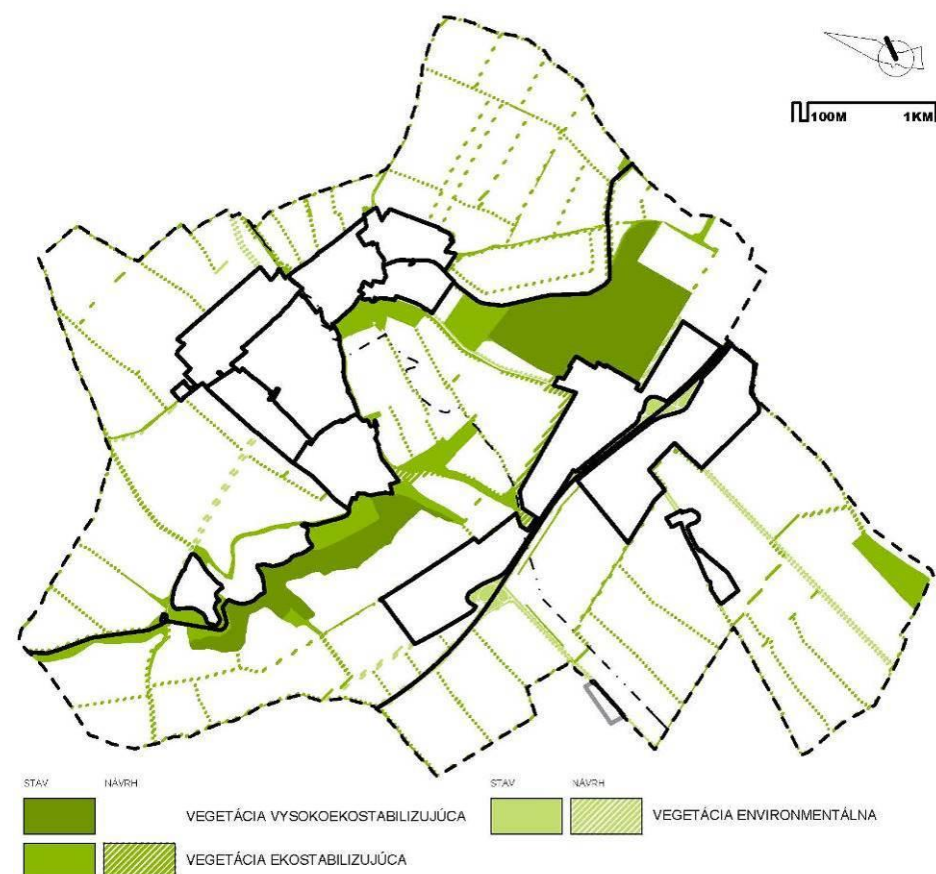 100M 1KM
STAV NÁVRH
VEGETÁCIA VYSOKOEKOSTABILIZUJÚCA
VEGETÁCIA EKOSTABILIZUJÚCA
STAV NÁVRH
VEGETÁCIA ENVIRONMENTÁLNA